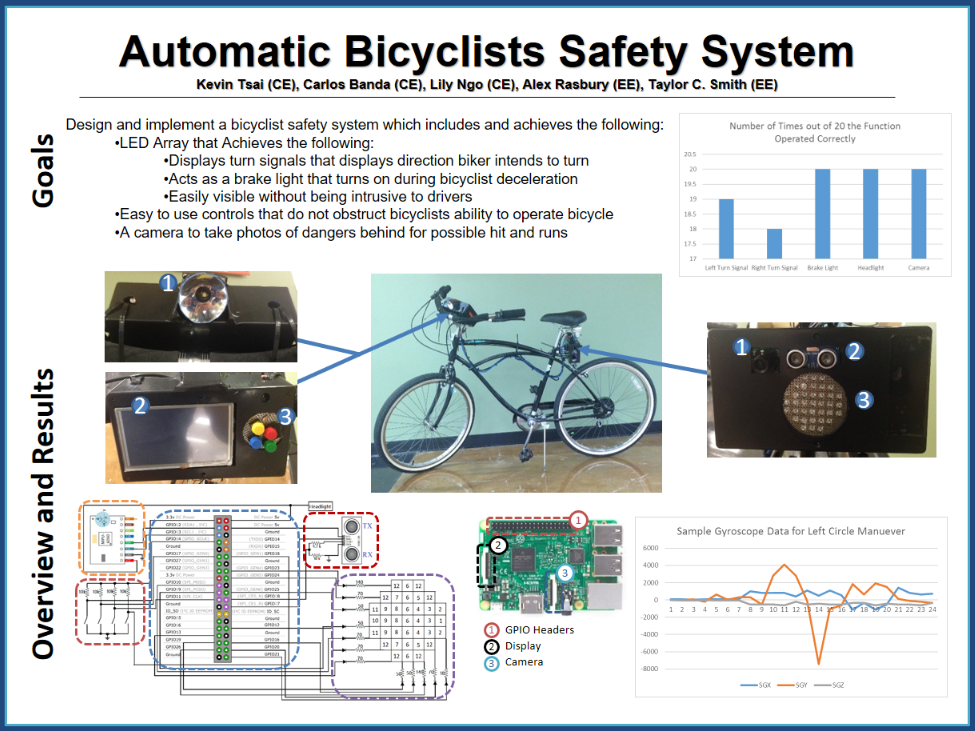 Automatic Bicyclists Safety System
Kevin Tsai (CE), Carlos Banda (CE), Lily Ngo (CE), Alex Rasbury (EE), Taylor C. Smith (EE)
Goals
Design and implement a bicyclist safety system which includes and achieves the following:
•LED Array that Achieves the following:
•Displays turn signals that displays direction biker intends to turn
•Acts as a brake light that turns on during bicyclist deceleration
•Easily visible without being intrusive to drivers
•Easy to use controls that do not obstruct bicyclists ability to operate bicycle
•A camera to take photos of dangers behind for possible hit and runs
Number of Times out of 20 the Function
Operated Correctly
20.5
20
19.5
19
18.5
18
17.5
17
Left Turn Signal Right Turn Signal Brake Light Headlight Camera
Overview and Results
1
2
3
1
2
3
Headlight
TX
RX
12 6 12
12 7 6 5 12
11 9 8 6 4 3 2
10 9 8 6 4 3 1
11 9 8 6 4 3 2
12 7 6 5 12
12 6 12
1
2
3
1 GPIO Headers
2 Display
3 Camera
Sample Gyroscope Data for Left Circle Manuever
6000
4000
2000
0
-2000
-4000
-6000
-8000
1 2 3 4 5 6 7 8 9 10 11 12 13 14 15 16 17 18 19 20 21 22 23 24
SGX SGY SGZ